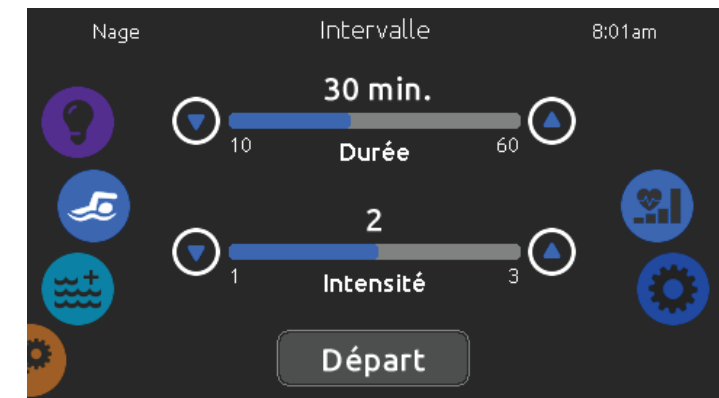 Nage Intervalle 8:01am
30 min.
10 Durée 60
2
1 Intensité 3
Départ